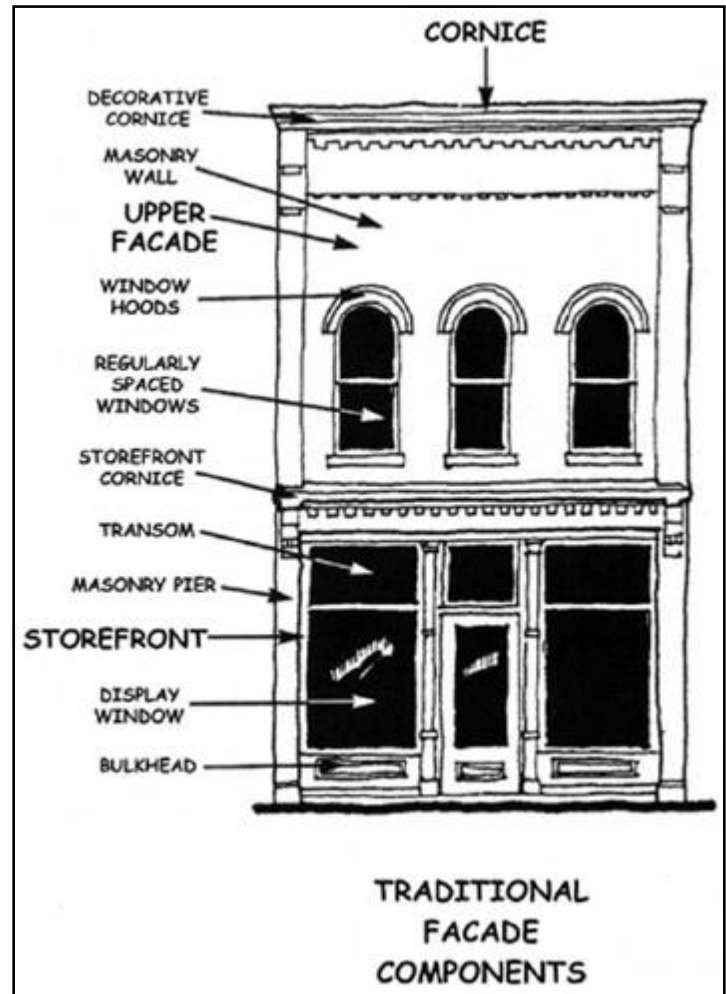 CORNICE
DECORATIVE
CORNICE
MASONRY
WALL
UPPER
FACADE
WINDOW
HOODS
REGULARLY
SPACED
WINDOWS
STOREFRONT
CORNICE
TRANSOM
MASONRY PIER
STOREFRONT
DISPLAY
WINDOW
BULKHEAD
TRADITIONAL
FACADE
COMPONENTS